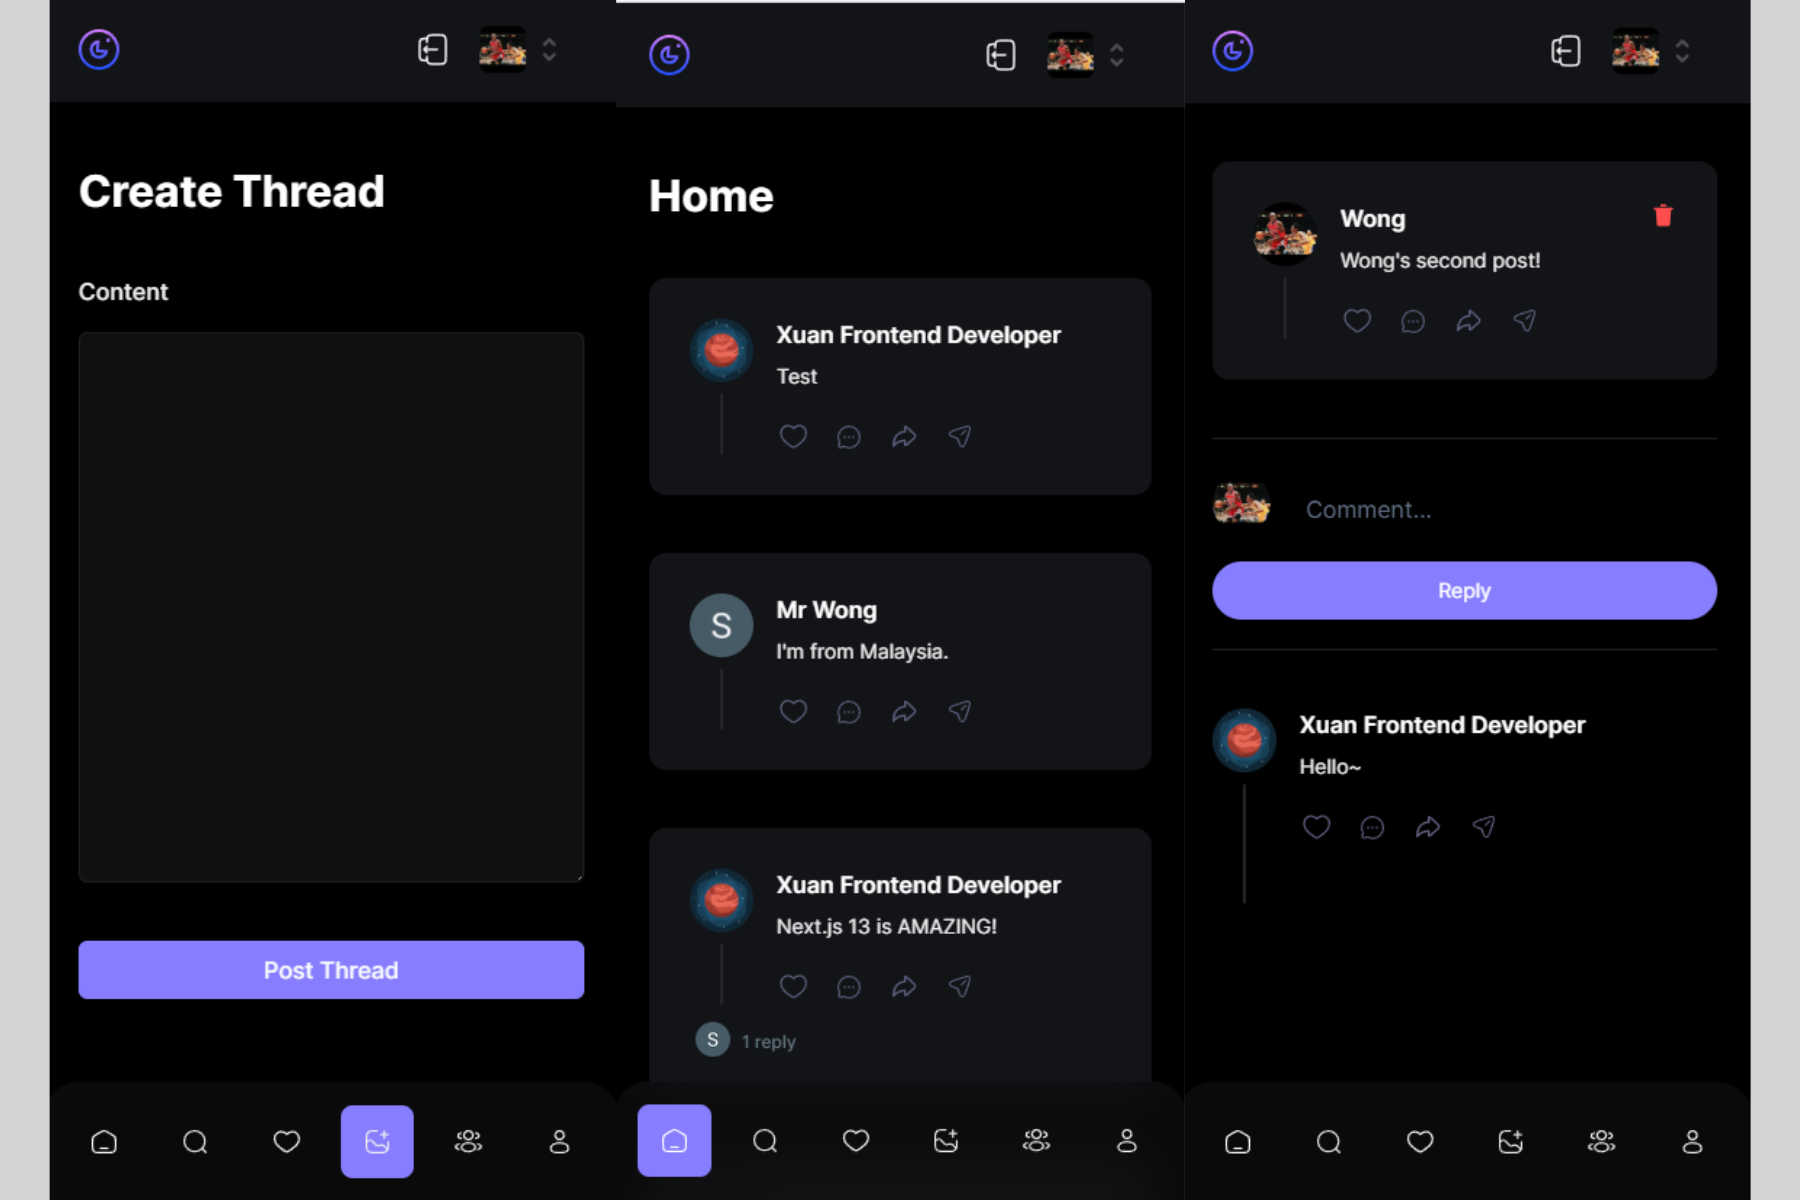 Create Thread
Content
Post Thread
Home
Xuan Frontend Developer
Test
S
Mr Wong
I'm from Malaysia.
Xuan Frontend Developer
Next.js 13 is AMAZING!
S 1 reply
Wong
Wong's second post!
Comment...
Reply
Xuan Frontend Developer
Hello~